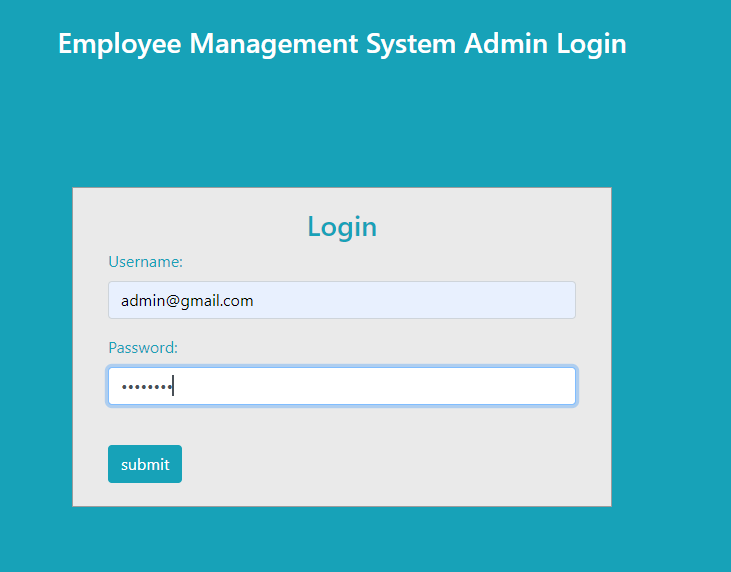 Employee Management System Admin Login
Login
Username:
admin@gmail.com
Password:
••••••••
submit